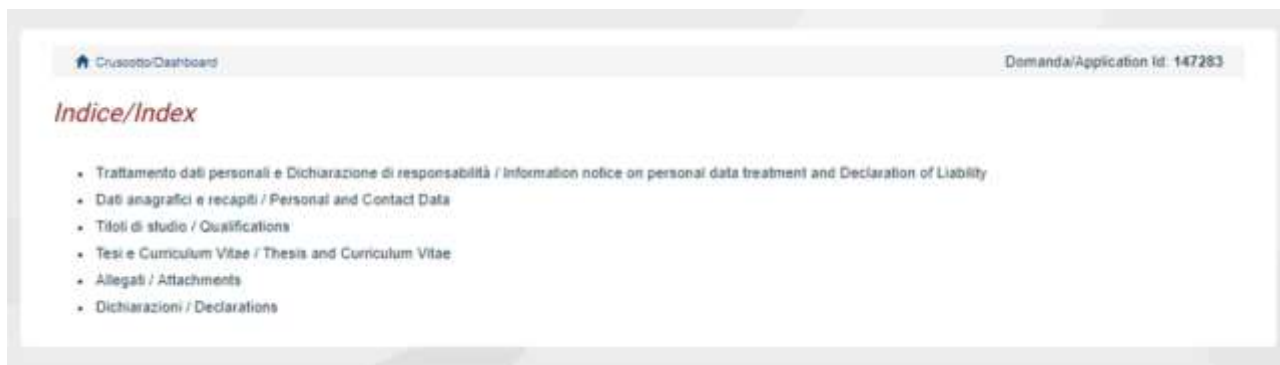 Cruscotto/Dashboard
Domanda/Application Id: 147283
Indice/Index
Trattamento dati personali e Dichiarazione di responsabilità / Information notice on personal data treatment and Declaration of Liability
Dati anagrafici e recapiti / Personal and Contact Data
Titoli di studio / Qualifications
Tesi e Curriculum Vitae / Thesis and Curriculum Vitae
Allegati / Attachments
Dichiarazioni / Declarations